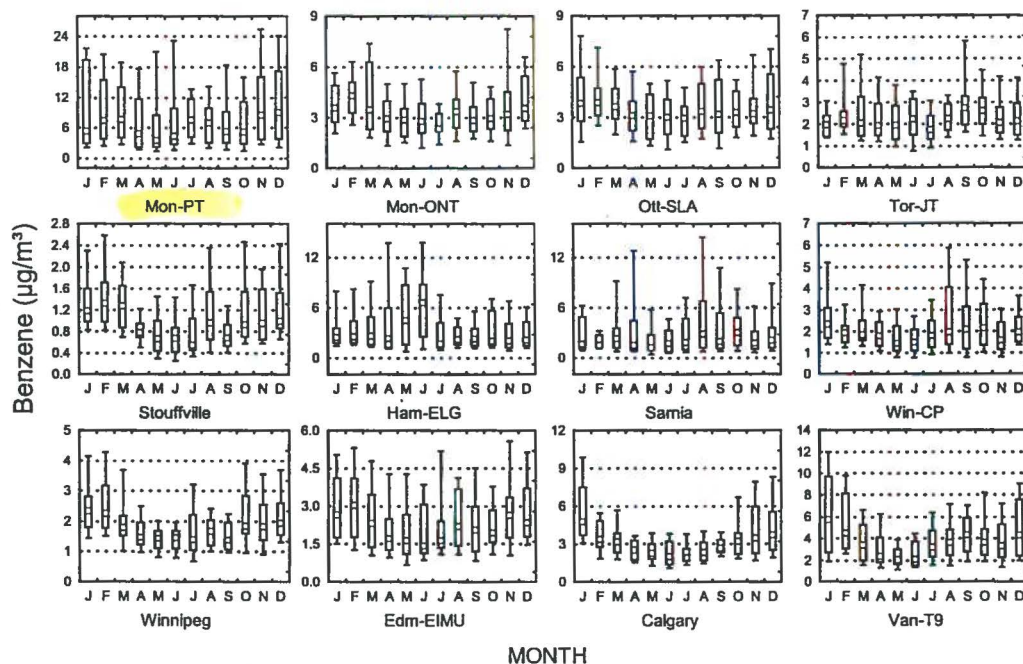 Benzene (µg/m³)
24
18
12
6
0
J F M A M J J A S O N D
Mon-PT
9
6
3
0
J F M A M J J A S O N D
Mon-ONT
9
6
3
0
J F M A M J J A S O N D
Ott-SLA
7
6
5
4
3
2
1
0
J F M A M J J A S O N D
Tor-JT
2.8
2.4
2.0
1.6
1.2
0.8
0.4
0.0
J F M A M J J A S O N D
Stouffville
12
6
0
J F M A M J J A S O N D
Ham-ELG
12
6
0
J F M A M J J A S O N D
Sarnia
7
6
5
4
3
2
1
0
J F M A M J J A S O N D
Win-CP
5
4
3
2
1
0
J F M A M J J A S O N D
Winnipeg
6.0
4.5
3.0
1.5
0.0
J F M A M J J A S O N D
Edm-EIMU
12
9
6
3
0
J F M A M J J A S O N D
Calgary
14
12
10
8
6
4
2
0
J F M A M J J A S O N D
Van-T9
MONTH